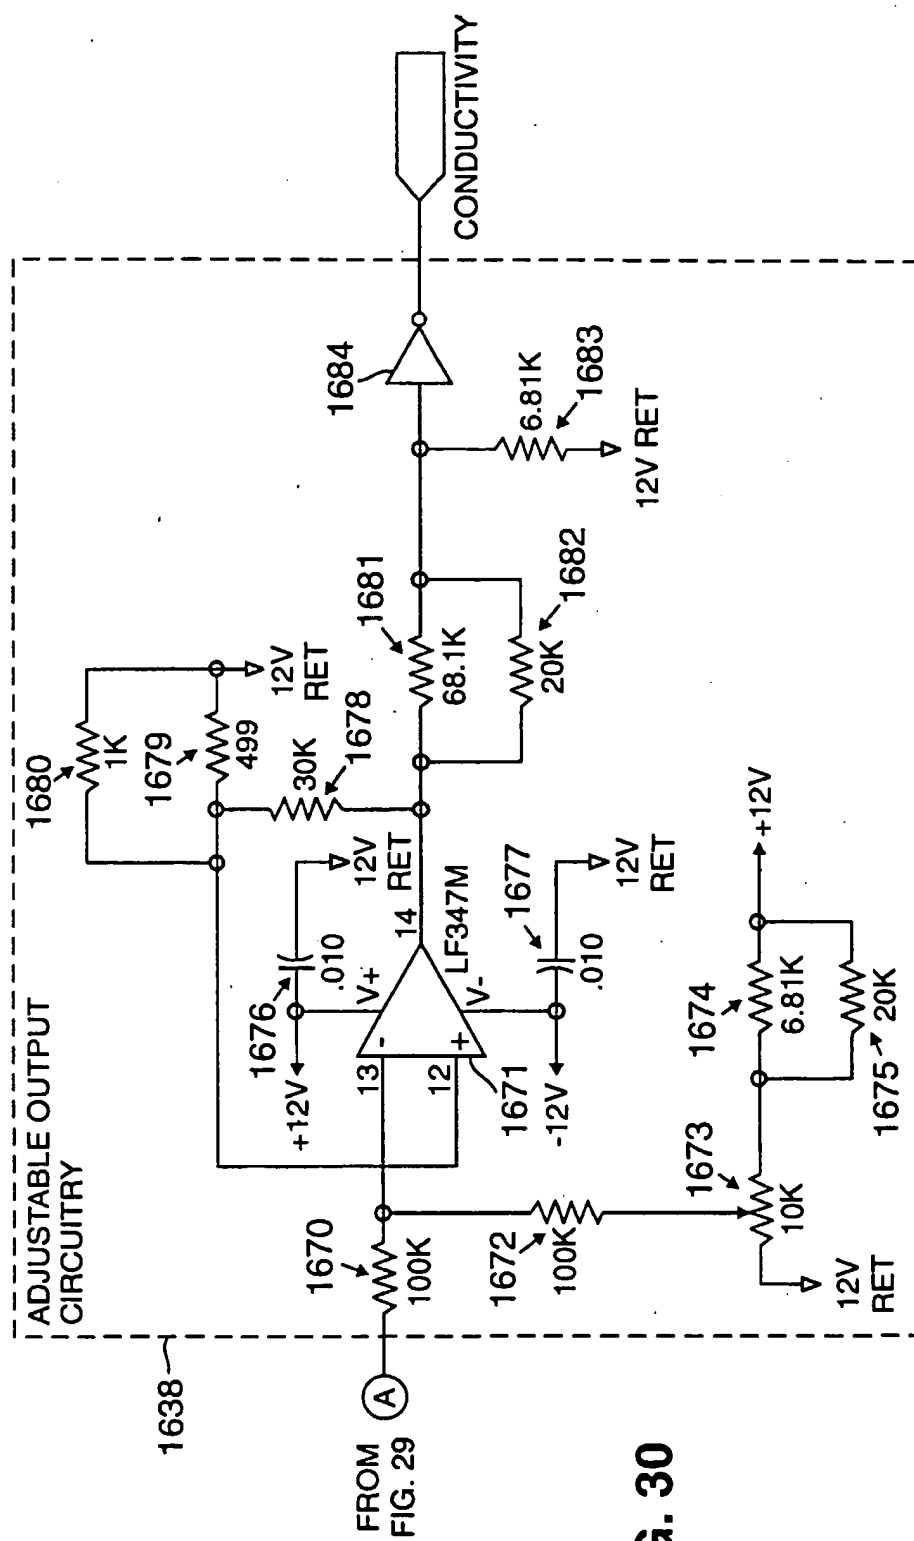 ADJUSTABLE OUTPUT
CIRCUITRY
1638
FROM
FIG. 29
A
1670
100K
1672
100K
1673
10K
12V
RET
1674
6.81K
1675
20K
+12V
13
12
-
+
1671
LF347M
14
V+
V-
+12V
1676
.010
12V
RET
-12V
1677
.010
12V
RET
1678
30K
1679
499
1680
1K
12V
RET
1681
68.1K
1682
20K
6.81K
1683
12V RET
1684
CONDUCTIVITY
G. 30